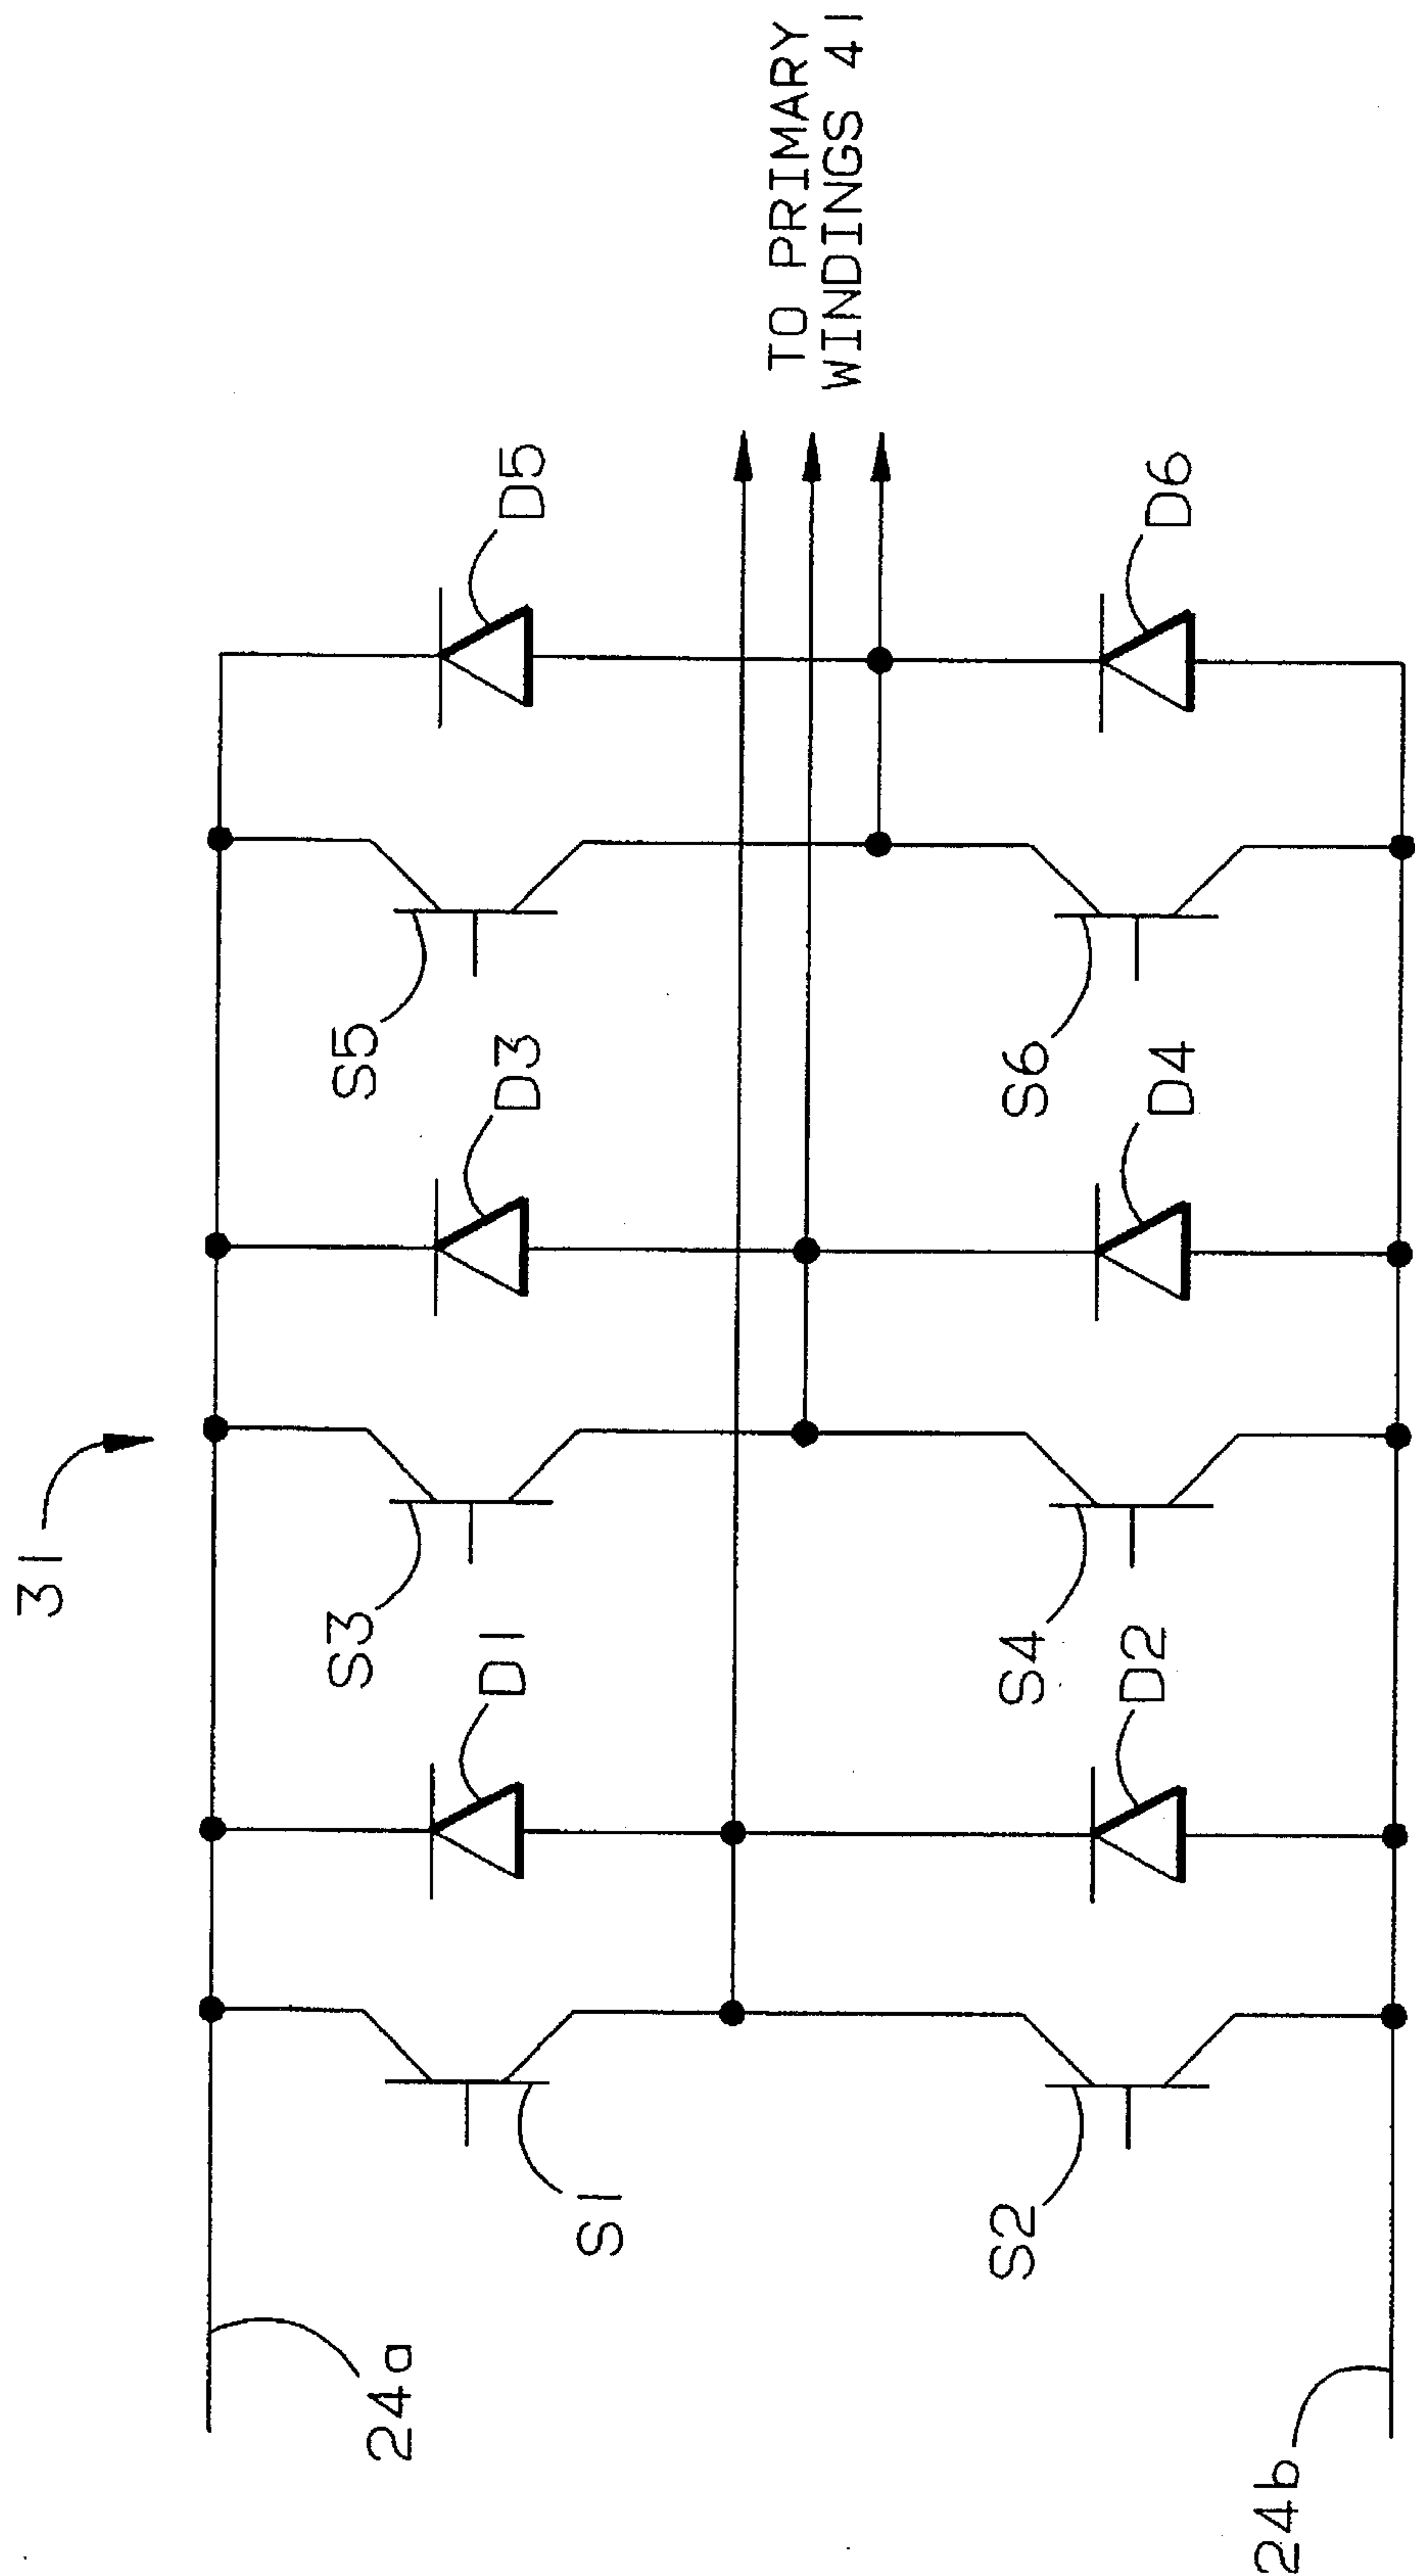 31
24a
24b
S1
S2
D1
D2
S3
S4
D3
D4
S5
S6
D5
D6
TO PRIMARY
WINDINGS 41